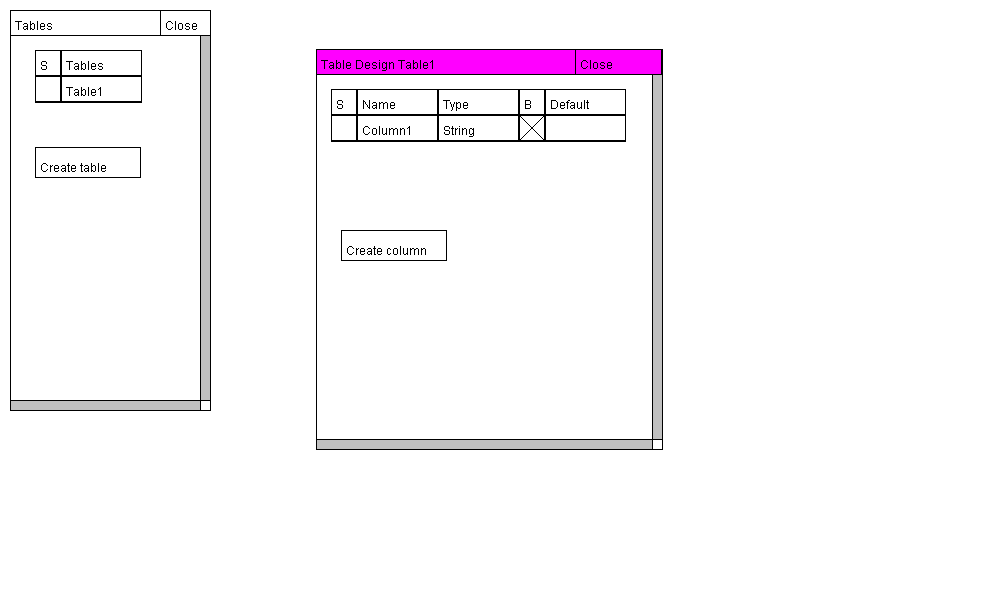 Tables Close
S Tables
Table1
Create table
Table Design Table1 Close
S Name Type B Default
Column1 String
Create column